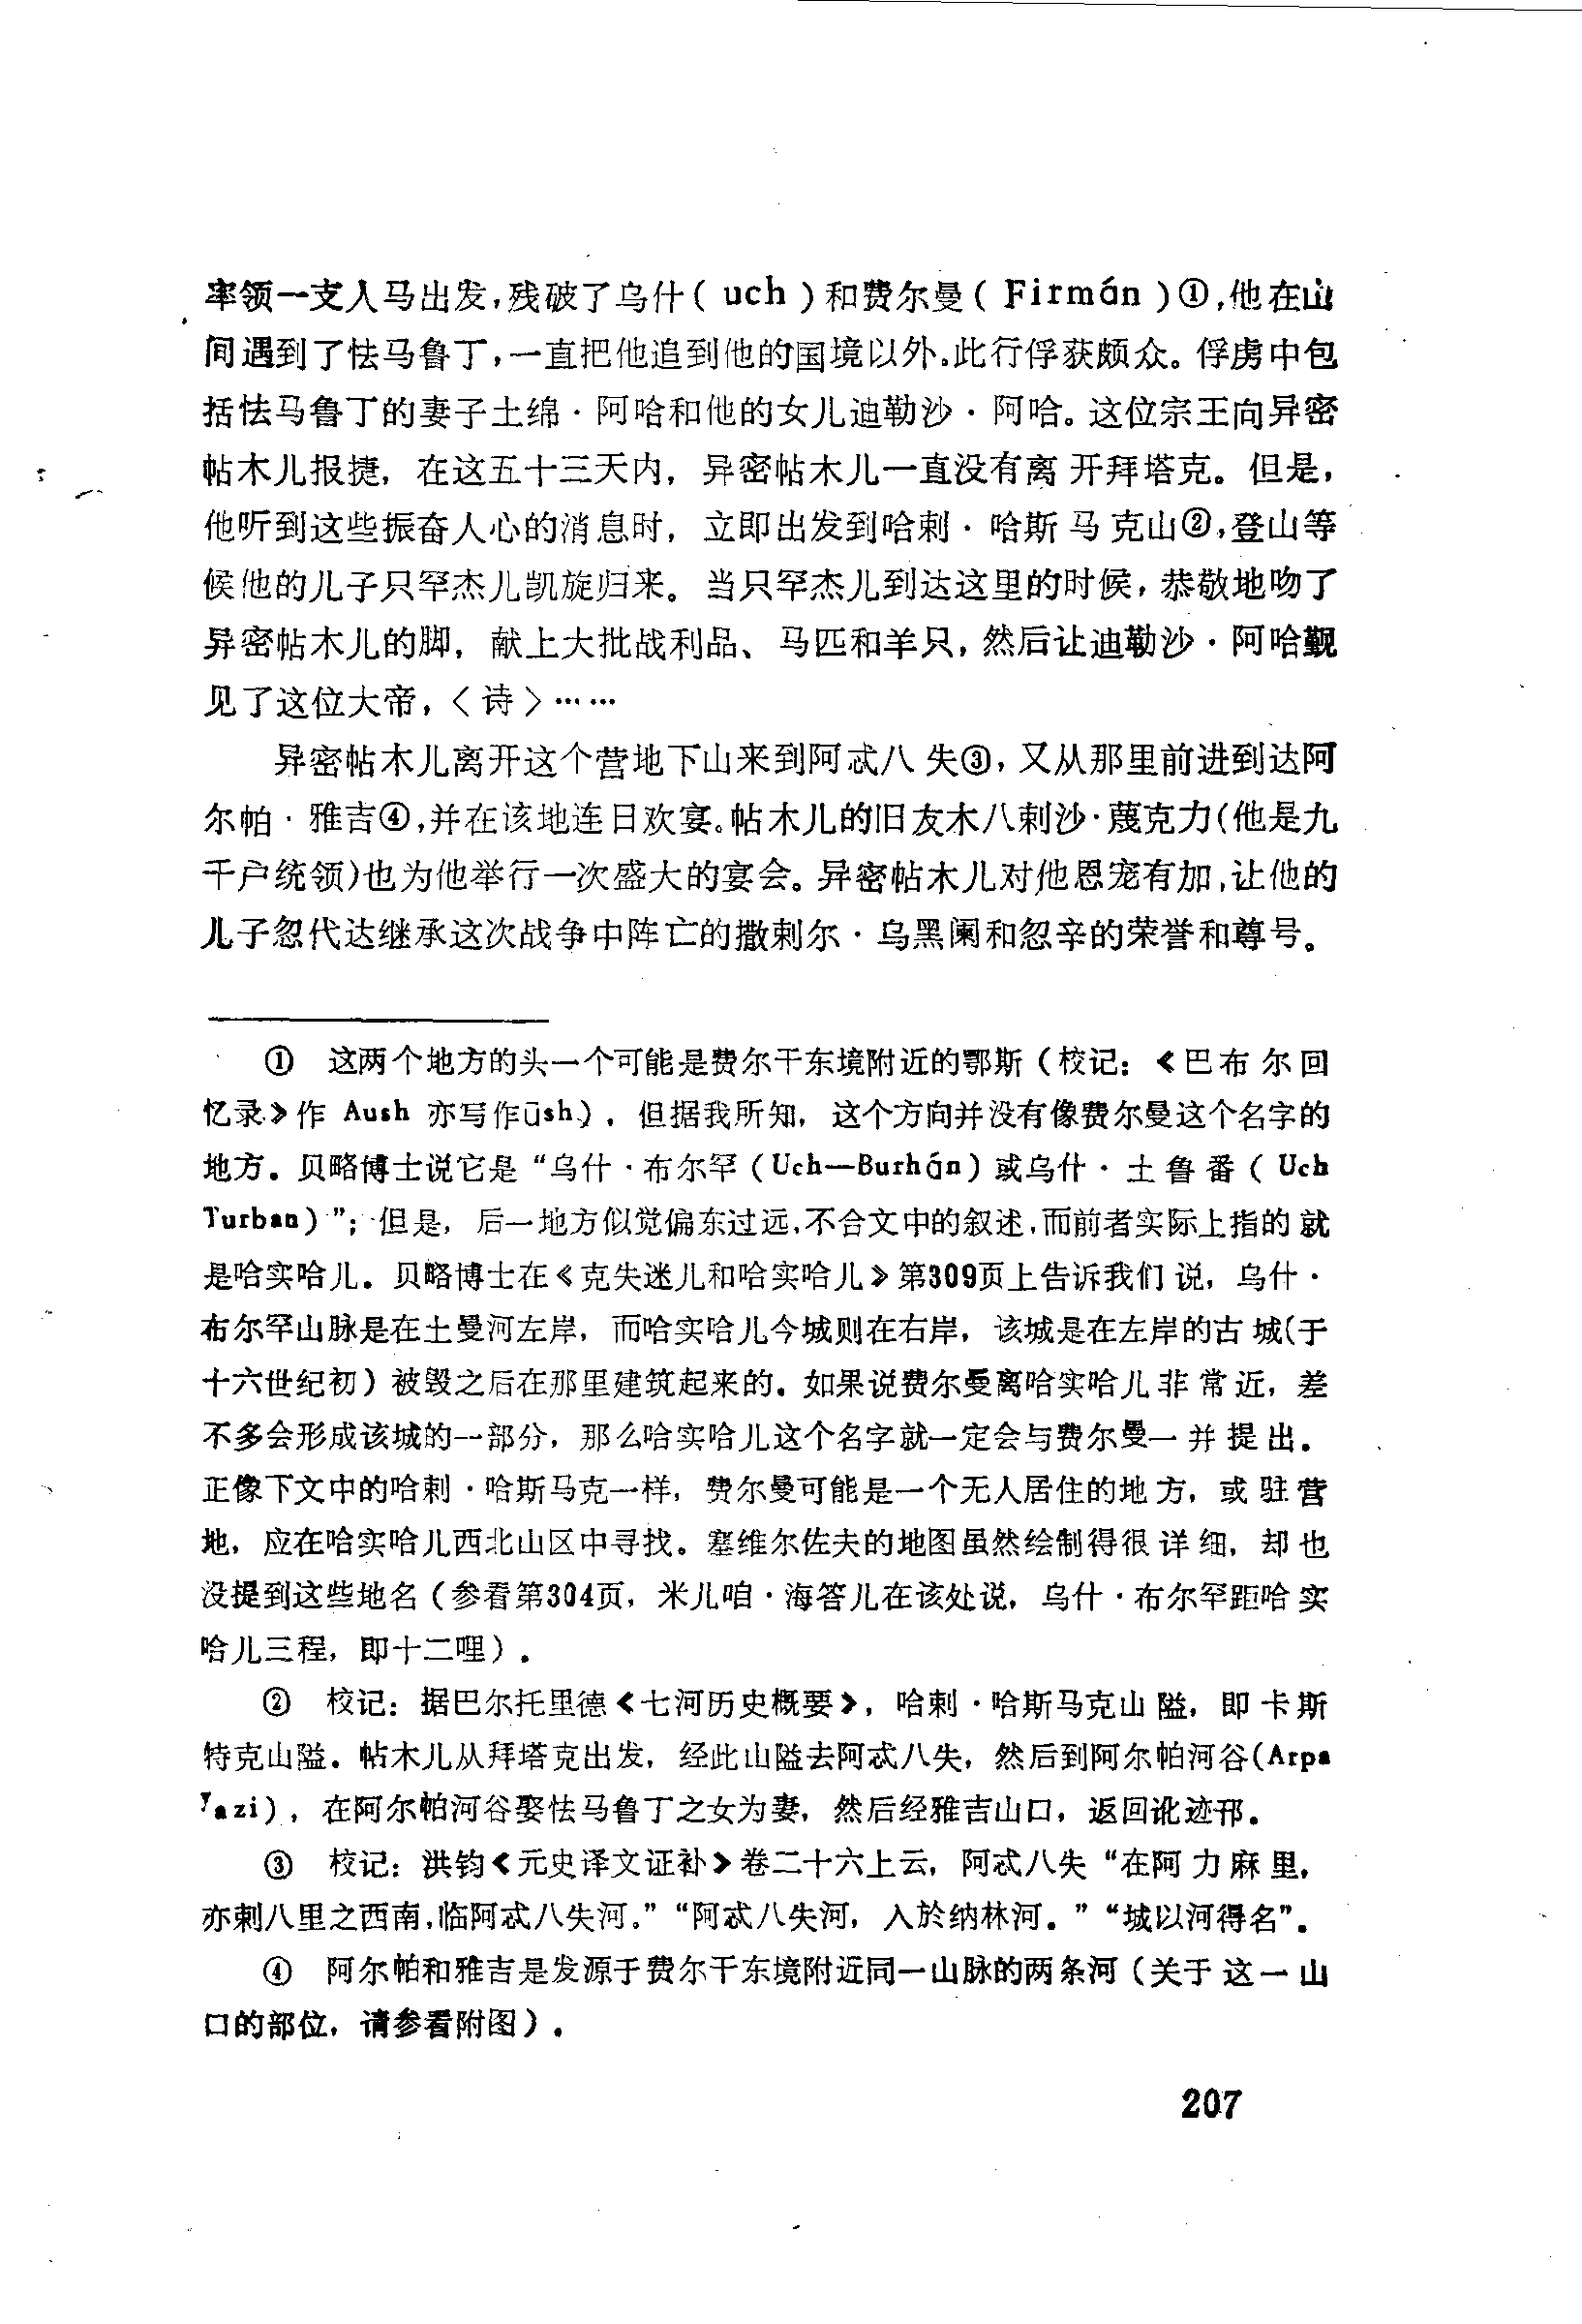 率领一支人马出发，残破了乌什（uch）和费尔曼（Firmán）①，他在山
间遇到了怯马鲁丁，一直把他追到他的国境以外。此行俘获颇众。俘虏中包
括怯马鲁丁的妻子土绵·阿哈和他的女儿迪勒沙·阿哈。这位宗王向异密
帖木儿报捷，在这五十三天内，异密帖木儿一直没有离开拜塔克。但是，
他听到这些振奋人心的消息时，立即出发到哈剌·哈斯马克山②，登山等
候他的儿子只罕杰儿凯旋归来。当只罕杰儿到达这里的时候，恭敬地吻了
异密帖木儿的脚，献上大批战利品、马匹和羊只，然后让迪勒沙·阿哈觐
见了这位大帝，〈诗〉……
异密帖木儿离开这个营地下山来到阿忒八失③，又从那里前进到达阿
尔帕·雅吉④，并在该地连日欢宴。帖木儿的旧友木八剌沙·蔑克力（他是九
千户统领）也为他举行一次盛大的宴会。异密帖木儿对他恩宠有加，让他的
儿子忽代达继承这次战争中阵亡的撒剌尔·乌黑阑和忽辛的荣誉和尊号。
① 这两个地方的头一个可能是费尔干东境附近的鄂斯（校记：《巴布尔回
忆录》作 Aush 亦写作ūsh），但据我所知，这个方向并没有像费尔曼这个名字的
地方。贝略博士说它是“乌什·布尔罕（Uch—Burhán）或乌什·土鲁番（Uch
Turban）”；但是，后一地方似觉偏东过远，不合文中的叙述，而前者实际上指的就
是哈实哈儿。贝略博士在《克失迷儿和哈实哈儿》第309页上告诉我们说，乌什·
布尔罕山脉是在土曼河左岸，而哈实哈儿今城则在右岸，该城是在左岸的古城（于
十六世纪初）被毁之后在那里建筑起来的。如果说费尔曼离哈实哈儿非常近，差
不多会形成该城的一部分，那么哈实哈儿这个名字就一定会与费尔曼一并提出。
正像下文中的哈剌·哈斯马克一样，费尔曼可能是一个无人居住的地方，或驻营
地，应在哈实哈儿西北山区中寻找。塞维尔佐夫的地图虽然绘制得很详细，却也
没提到这些地名（参看第304页，米儿咱·海答儿在该处说，乌什·布尔罕距哈实
哈儿三程，即十二哩）。
② 校记：据巴尔托里德《七河历史概要》，哈剌·哈斯马克山隘，即卡斯
特克山隘。帖木儿从拜塔克出发，经此山隘去阿忒八失，然后到阿尔帕河谷（Arpa
Yazi），在阿尔帕河谷娶怯马鲁丁之女为妻，然后经雅吉山口，返回讹迹邗。
③ 校记：洪钧《元史译文证补》卷二十六上云，阿忒八失“在阿力麻里，
亦剌八里之西南，临阿忒八失河。”“阿忒八失河，入於纳林河。”“城以河得名”。
④ 阿尔帕和雅吉是发源于费尔干东境附近同一山脉的两条河（关于这一山
口的部位，请参看附图）。
207